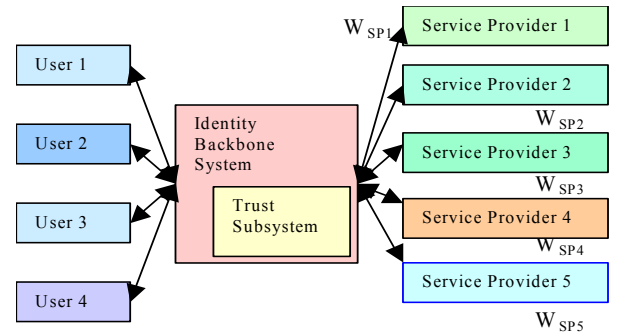 User 1
User 2
User 3
User 4
Identity
Backbone
System
Trust
Subsystem
W SP1
Service Provider 1
Service Provider 2
W SP2
Service Provider 3
W SP3
Service Provider 4
W SP4
Service Provider 5
W SP5